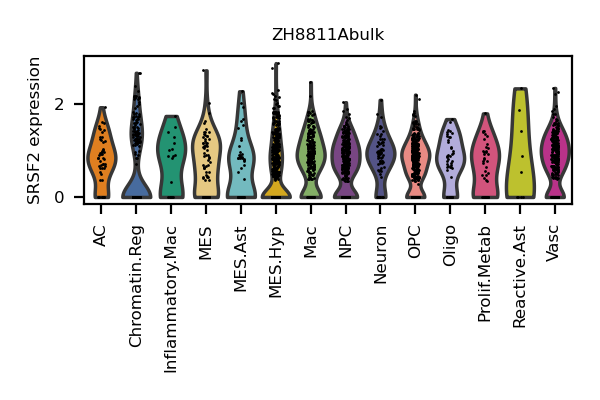 ZH8811Abulk
SRSF2 expression
2
0
AC
Chromatin.Reg
Inflammatory.Mac
MES
MES.Ast
MES.Hyp
Mac
NPC
Neuron
OPC
Oligo
Prolif.Metab
Reactive.Ast
Vasc